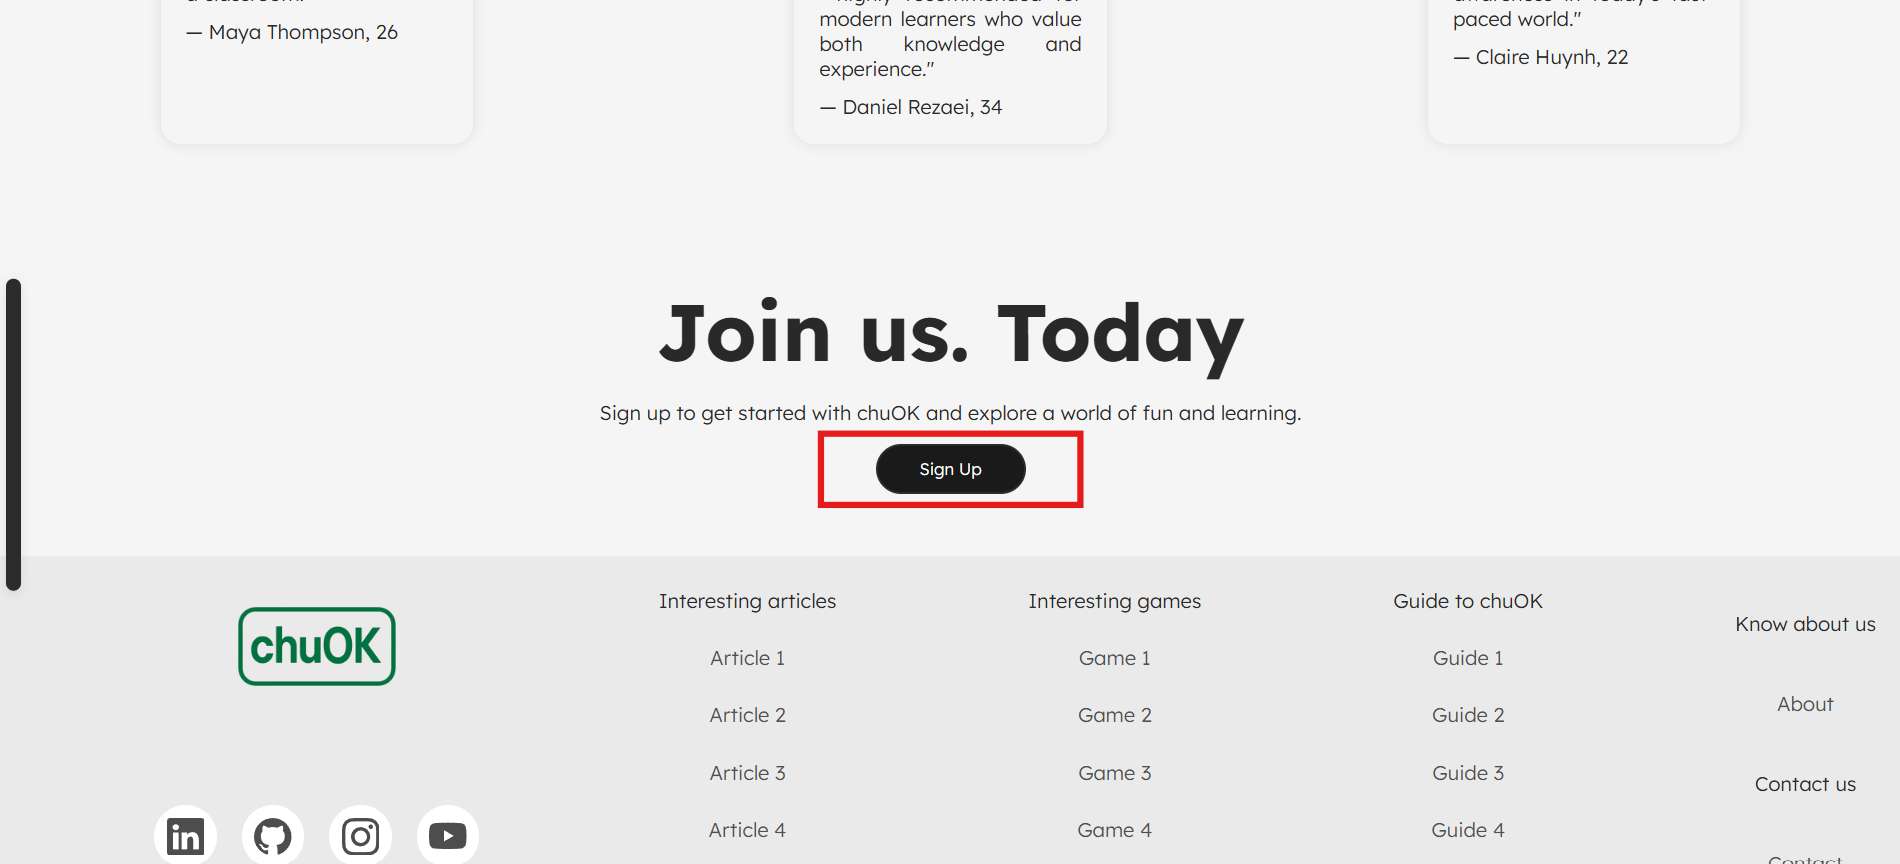 — Maya Thompson, 26
modern learners who value
both knowledge and
experience."
— Daniel Rezaei, 34
paced world."
— Claire Huynh, 22
Join us. Today
Sign up to get started with chuOK and explore a world of fun and learning.
Sign Up
chuOK
Interesting articles
Article 1
Article 2
Article 3
Article 4
Interesting games
Game 1
Game 2
Game 3
Game 4
Guide to chuOK
Guide 1
Guide 2
Guide 3
Guide 4
Know about us
About
Contact us
Contact
in